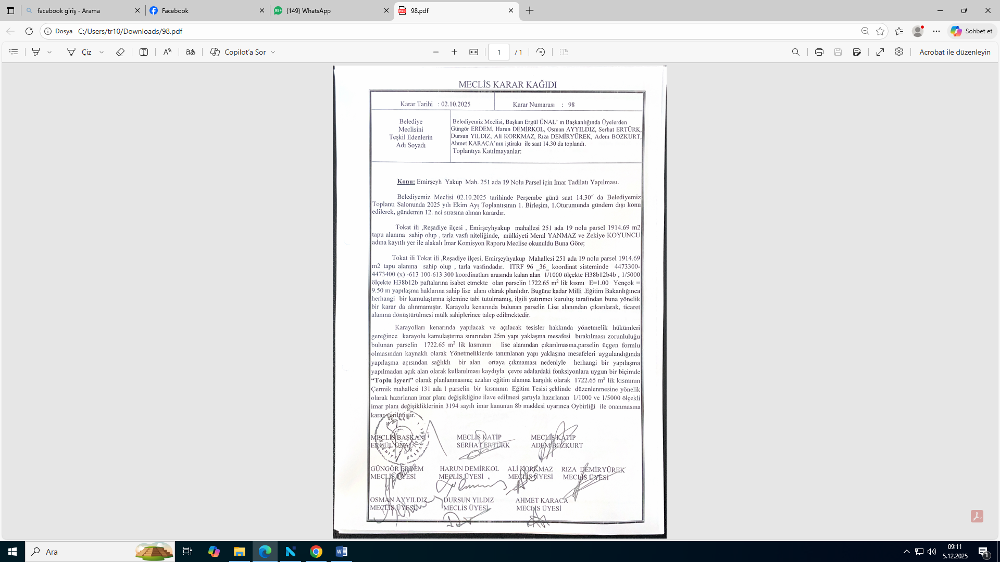 facebook giriş - Arama
Facebook
99+
(149) WhatsApp
98.pdf
Dosya C:/Users/tr10/Downloads/98.pdf
Sohbet et
Çiz
Copilot'a Sor
1 / 1
Acrobat ile düzenleyin
MECLİS KARAR KAĞIDI
Karar Tarihi : 02.10.2025
Karar Numarası : 98
Belediye
Meclisini
Teşkil Edenlerin
Adı Soyadı
Belediyemiz Meclisi, Başkan Ergül ÜNAL' ın Başkanlığında Üyelerden
Güngör ERDEM, Harun DEMİRKOL, Osman AYYILDIZ, Serhat ERTÜRK,
Dursun YILDIZ, Ali KORKMAZ, Rıza DEMİRYÜREK, Adem BOZKURT,
Ahmet KARACA'nın iştirakı ile saat 14.30 da toplandı.
Toplantıya Katılmayanlar:
Konu: Emirşeyh Yakup Mah. 251 ada 19 Nolu Parsel için İmar Tadilatı Yapılması.
Belediyemiz Meclisi 02.10.2025 tarihinde Perşembe günü saat 14.30' da Belediyemiz
Toplantı Salonunda 2025 yılı Ekim Ayı Toplantısının 1. Birleşim, 1.Oturumunda gündem dışı konu
edilerek, gündemin 12. nci sırasına alınan karardır.
Tokat ili ,Reşadiye ilçesi , Emirşeyhyakup mahallesi 251 ada 19 nolu parsel 1914.69 m2
tapu alanına sahip olup , tarla vasfı niteliğinde, mülkiyeti Meral YANMAZ ve Zekiye KOYUNCU
adına kayıtlı yer ile alakalı İmar Komisyon Raporu Meclise okunuldu Buna Göre;
Tokat ili Tokat ili ,Reşadiye ilçesi, Emirşeyhyakup Mahallesi 251 ada 19 nolu parsel 1914.69
m2 tapu alanına sahip olup , tarla vasfındadır. ITRF 96 _36_ koordinat sisteminde 4473300-
4473400 (x) -613 100-613 300 koordinatları arasında kalan alan 1/1000 ölçekte H38b12b4b , 1/5000
ölçekte H38b12b paftalarına isabet etmekte olan parselin 1722.65 m² lik kısmı E=1.00 Yençok =
9.50 m yapılaşma haklarına sahip lise alanı olarak planlıdır. Bugüne kadar Milli .Eğitim Bakanlığınca
herhangi bir kamulaştırma işlemine tabi tutulmamış, ilgili yatırımcı kuruluş tarafından buna yönelik
bir karar da alınmamıştır. Karayolu kenarında bulunan parselin Lise alanından çıkarılarak, ticaret
alanına dönüştürülmesi mülk sahiplerince talep edilmektedir.
Karayolları kenarında yapılacak ve açılacak tesisler hakkında yönetmelik hükümleri
gereğince karayolu kamulaştırma sınırından 25m yapı yaklaşma mesafesi bırakılması zorunluluğu
bulunan parselin 1722.65 m² lik kısmının lise alanından çıkarılmasına,parselin üçgen formlu
olmasından kaynaklı olarak Yönetmeliklerde tanımlanan yapı yaklaşma mesafeleri uygulandığında
yapılaşma açısından sağlıklı bir alan ortaya çıkmaması nedeniyle herhangi bir yapılaşma
yapılmadan açık alan olarak kullanılması kaydıyla çevre adalardaki fonksiyonlara uygun bir biçimde
“Toplu İşyeri” olarak planlanmasına; azalan eğitim alanına karşılık olarak 1722.65 m² lik kısmının
Çermik mahallesi 131 ada 1 parselin bir kısmının Eğitim Tesisi şeklinde düzenlenmesine yönelik
olarak hazırlanan imar planı değişikliğine ilave edilmesi şartıyla hazırlanan 1/1000 ve 1/5000 ölçekli
imar planı değişikliklerinin 3194 sayılı imar kanunun 8b maddesi uyarınca Oybirliği ile onanmasına
karar verilmiştir.
MECLİS BAŞKANI MECLİS KATİP MECLİS KATİP
ERGÜL ÜNAL SERHAT ERTÜRK ADEM BOZKURT
GÜNGÖR ERDEM HARUN DEMİRKOL ALİ KORKMAZ RIZA DEMİRYÜREK
MECLİS ÜYESİ MECLİS ÜYESİ MECLİS ÜYESİ MECLİS ÜYESİ
OSMAN AYYILDIZ DURSUN YILDIZ AHMET KARACA
MECLİS ÜYESİ MECLİS ÜYESİ MECLİS ÜYESİ
Ara
09:11
5.12.2025
1